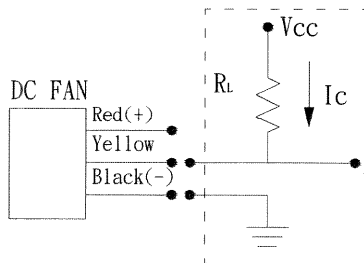 Vcc
DC FAN
RL
Ic
Red(+)
Yellow
Black(-)